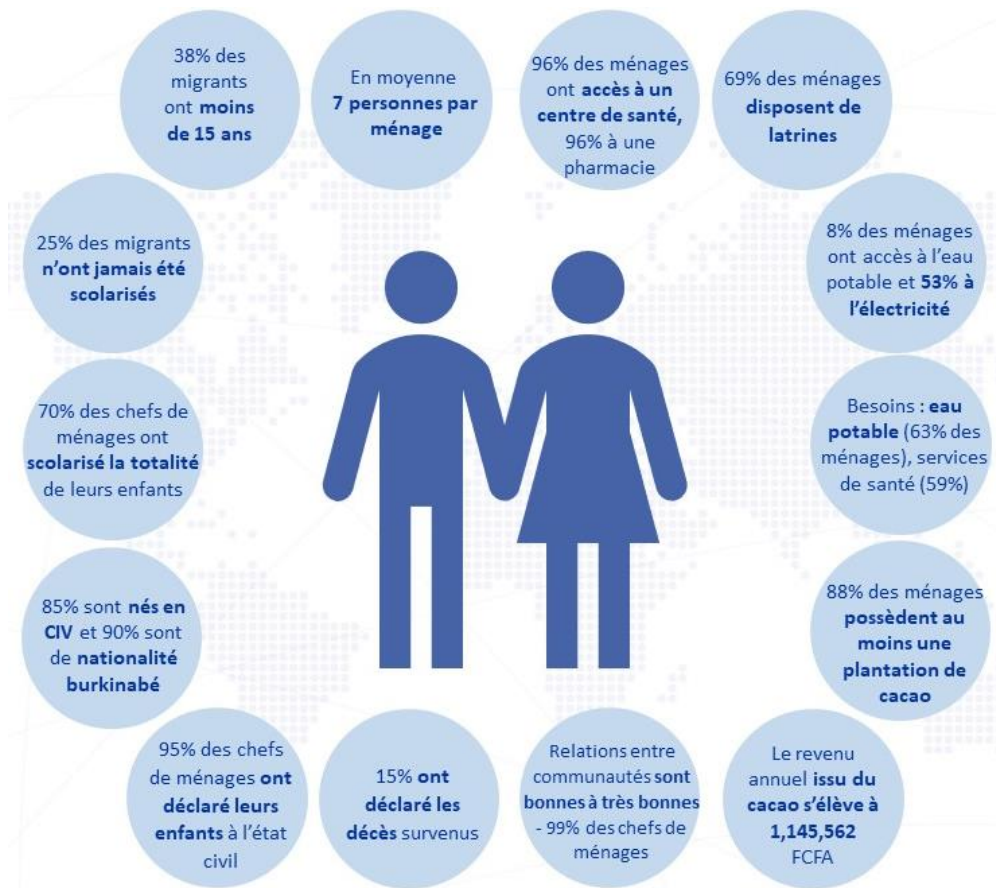 38% des
migrants
ont moins
de 15 ans
En moyenne
7 personnes par
ménage
96% des ménages
ont accès à un
centre de santé,
96% à une
pharmacie
69% des ménages
disposent de
latrines
25% des migrants
n'ont jamais été
scolarisés
8% des ménages
ont accès à l'eau
potable et 53% à
l'électricité
70% des chefs de
ménages ont
scolarisé la totalité
de leurs enfants
Besoins : eau
potable (63% des
ménages), services
de santé (59%)
85% sont nés en
CIV et 90% sont
de nationalité
burkinabé
88% des ménages
possèdent au
moins une
plantation de
cacao
95% des chefs
de ménages ont
déclaré leurs
enfants à l'état
civil
15% ont
déclaré les
décès survenus
Relations entre
communautés sont
bonnes à très bonnes
- 99% des chefs de
ménages
Le revenu
annuel issu du
cacao s'élève à
1,145,562
FCFA